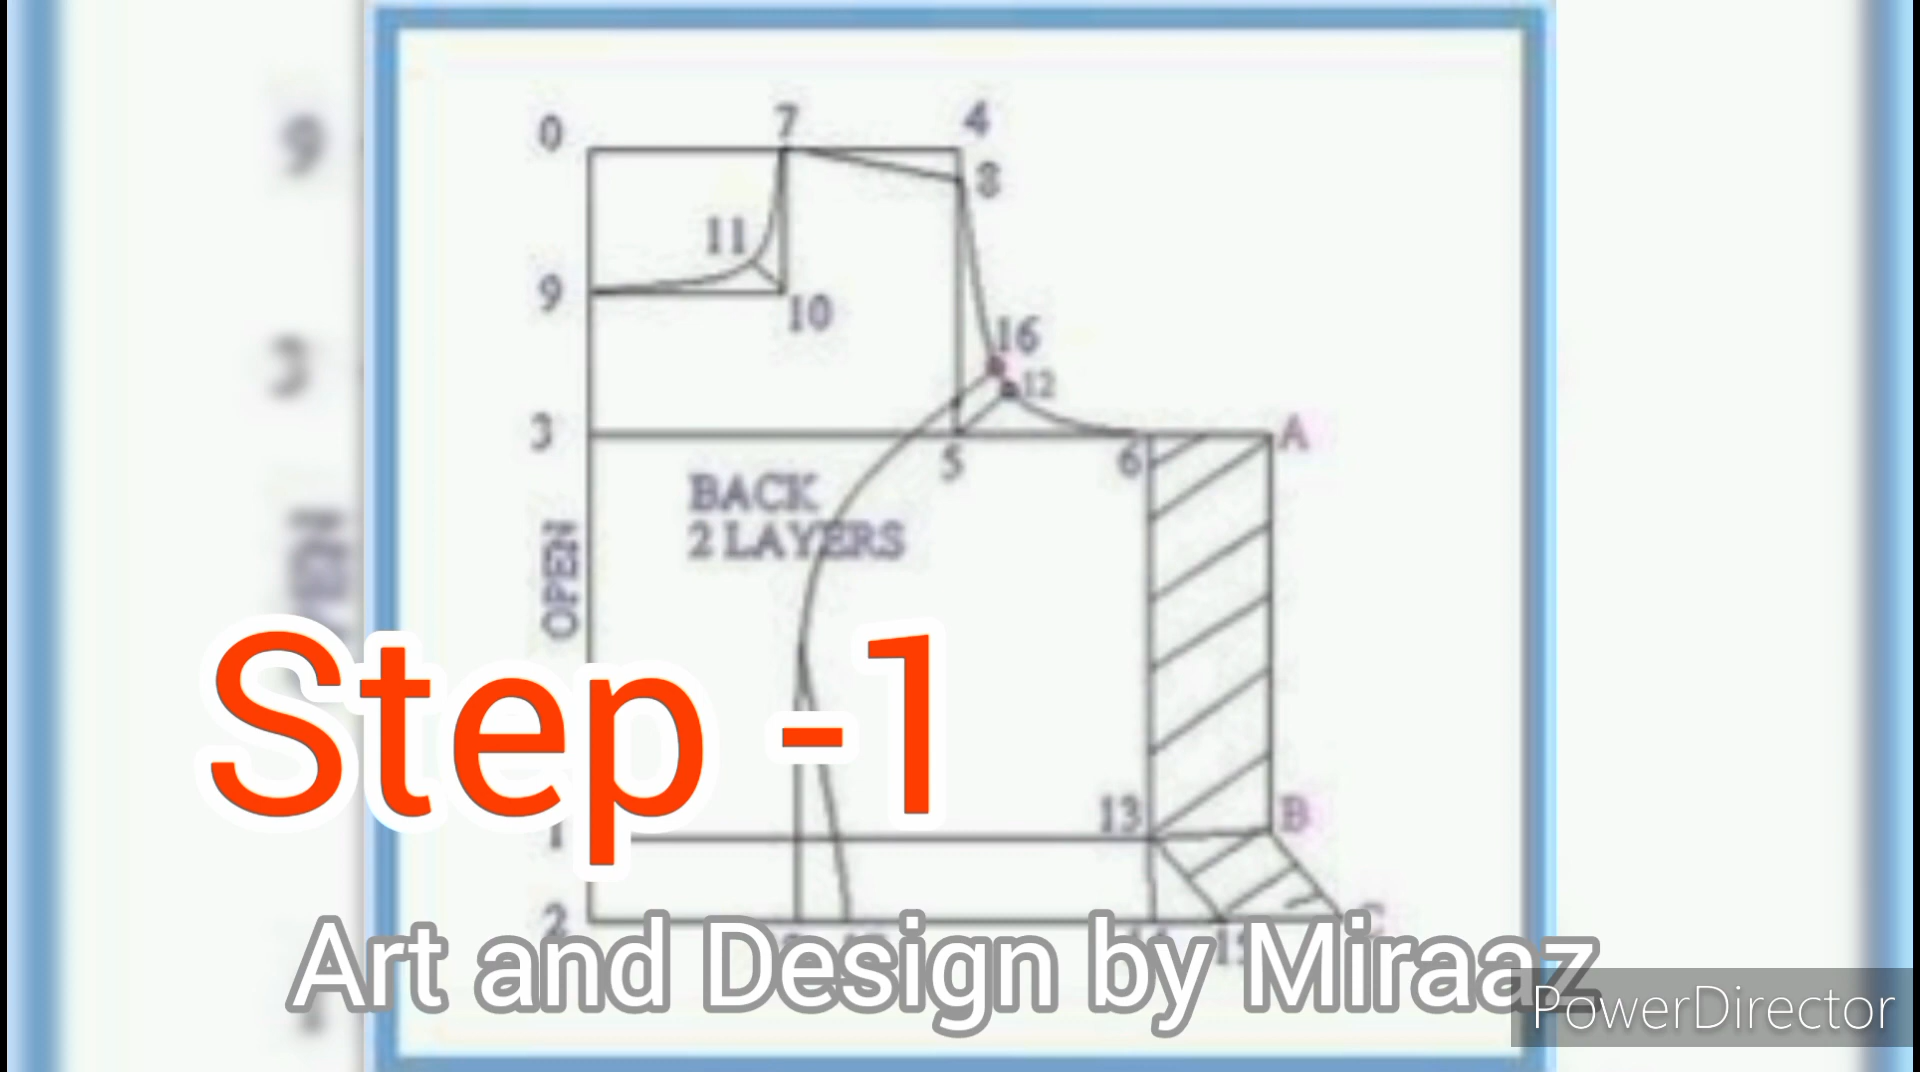 0 7 4
8
11
9
10
16
12
3
5 6 A
BACK
2 LAYERS
OPEN
Step -1
13 B
1
2
C
15
Art and Design by Miraaz
PowerDirector